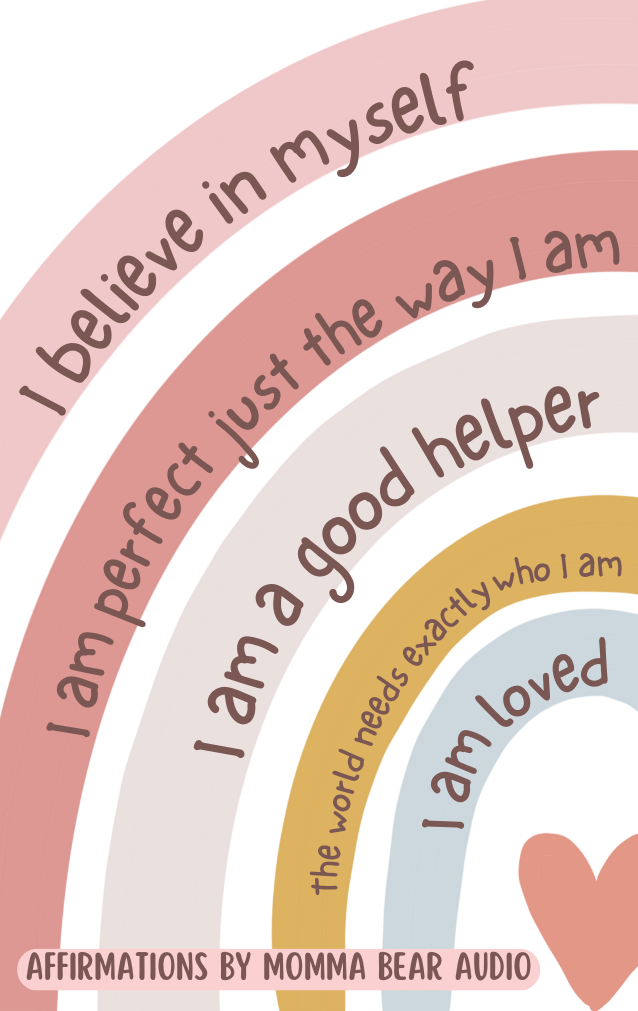 I believe in myself
I am perfect just the way I am
I am a good helper
the world needs exactly who I am
I am loved
AFFIRMATIONS BY MOMMA BEAR AUDIO